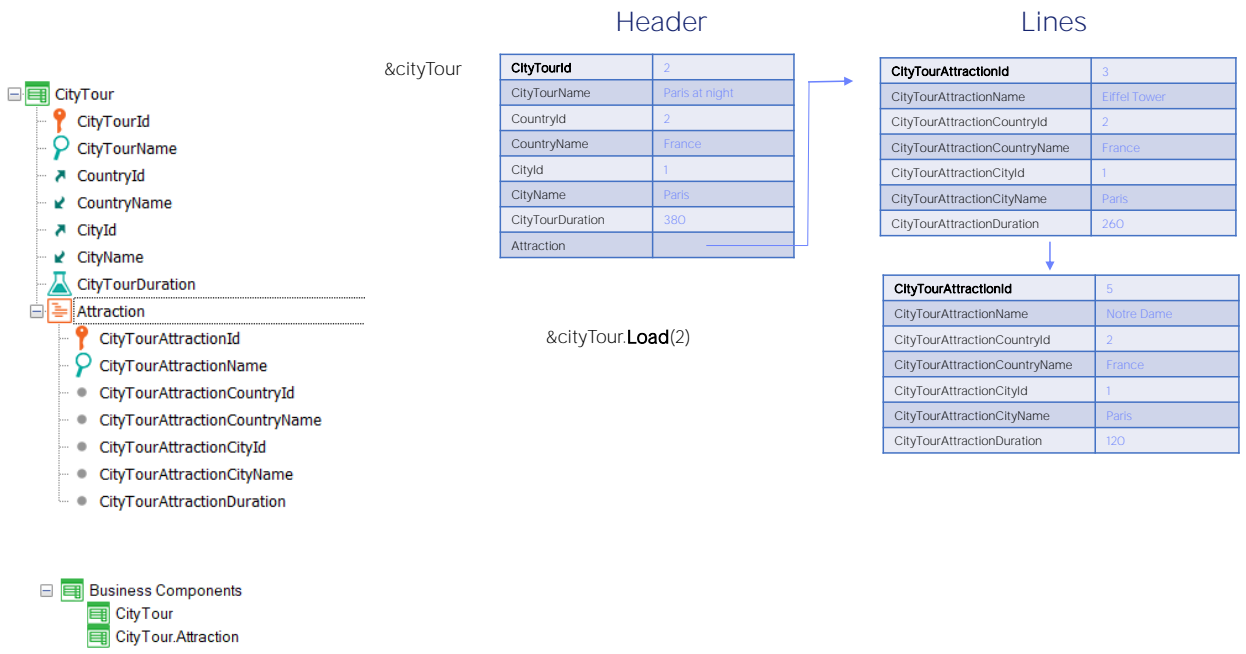 Header
Lines
&cityTour
CityTour
CityTourId
CityTourName
CountryId
CountryName
CityId
CityName
CityTourDuration
Attraction
CityTourAttractionId
CityTourAttractionName
CityTourAttractionCountryId
CityTourAttractionCountryName
CityTourAttractionCityId
CityTourAttractionCityName
CityTourAttractionDuration
CityTourId 2
CityTourName Paris at night
CountryId 2
CountryName France
CityId 1
CityName Paris
CityTourDuration 380
Attraction
&cityTour.Load(2)
CityTourAttractionId 3
CityTourAttractionName Eiffel Tower
CityTourAttractionCountryId 2
CityTourAttractionCountryName France
CityTourAttractionCityId 1
CityTourAttractionCityName Paris
CityTourAttractionDuration 260
CityTourAttractionId 5
CityTourAttractionName Notre Dame
CityTourAttractionCountryId 2
CityTourAttractionCountryName France
CityTourAttractionCityId 1
CityTourAttractionCityName Paris
CityTourAttractionDuration 120
Business Components
CityTour
CityTour.Attraction